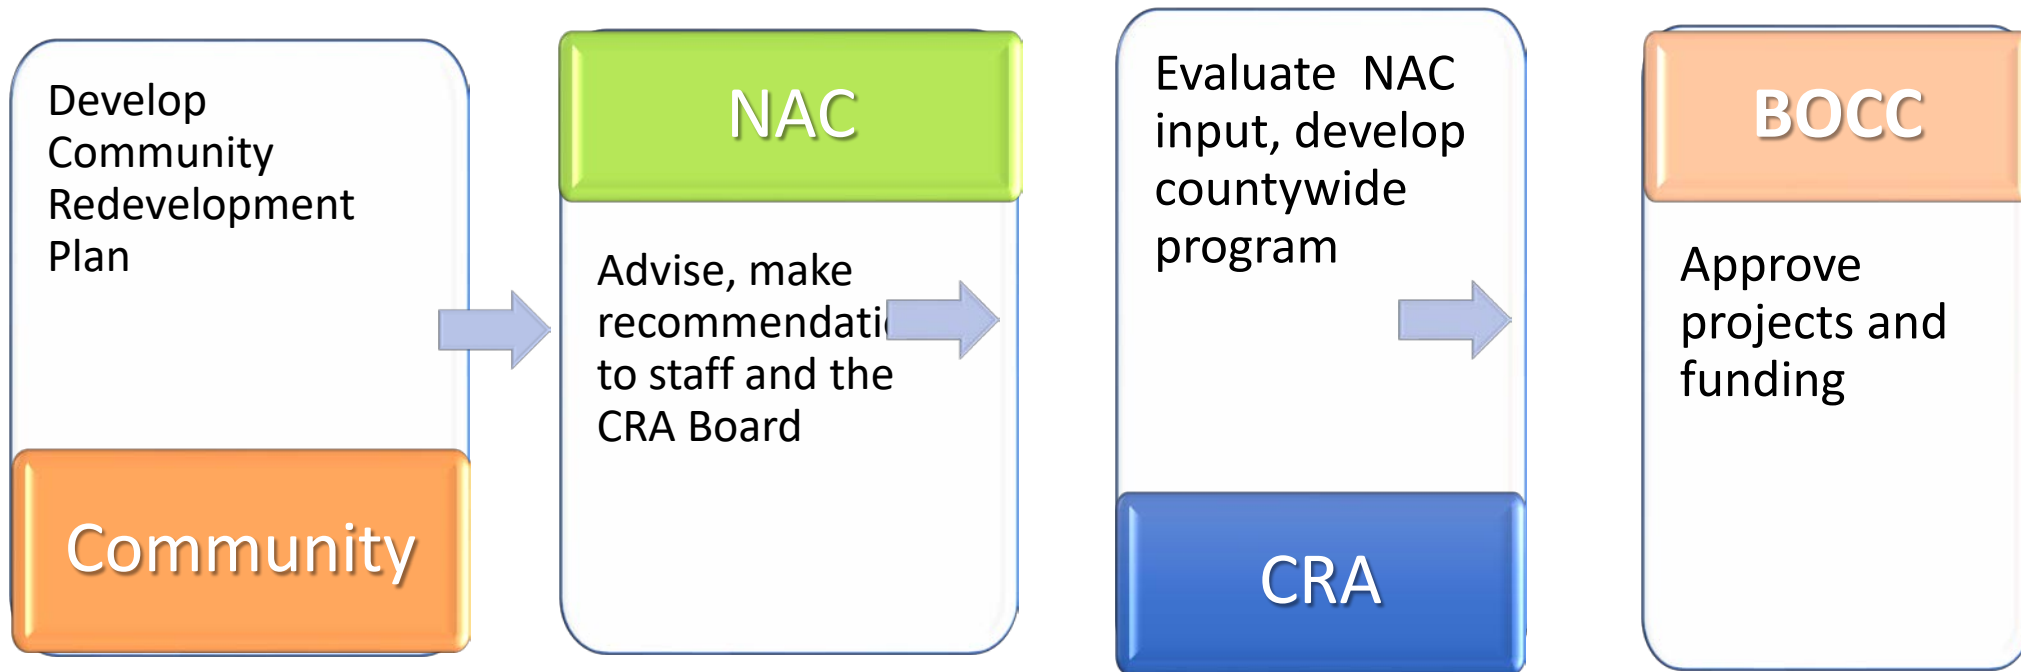 Develop
Community
Redevelopment
Plan
Community
NAC
Advise, make
to staff and the
CRA Board
Evaluate  NAC
input, develop
countywide
program
CRA
BOCC
Approve
projects and
funding